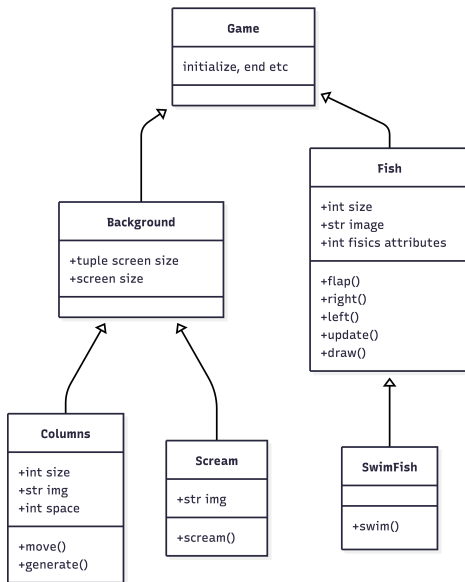 Game
initialize, end etc
Fish
+int size
+str image
+int fisics attributes
+flap()
+right()
+left()
+update()
+draw()
Background
+tuple screen size
+screen size
Columns
+int size
+str img
+int space
+move()
+generate()
Scream
+str img
+scream()
SwimFish
+swim()